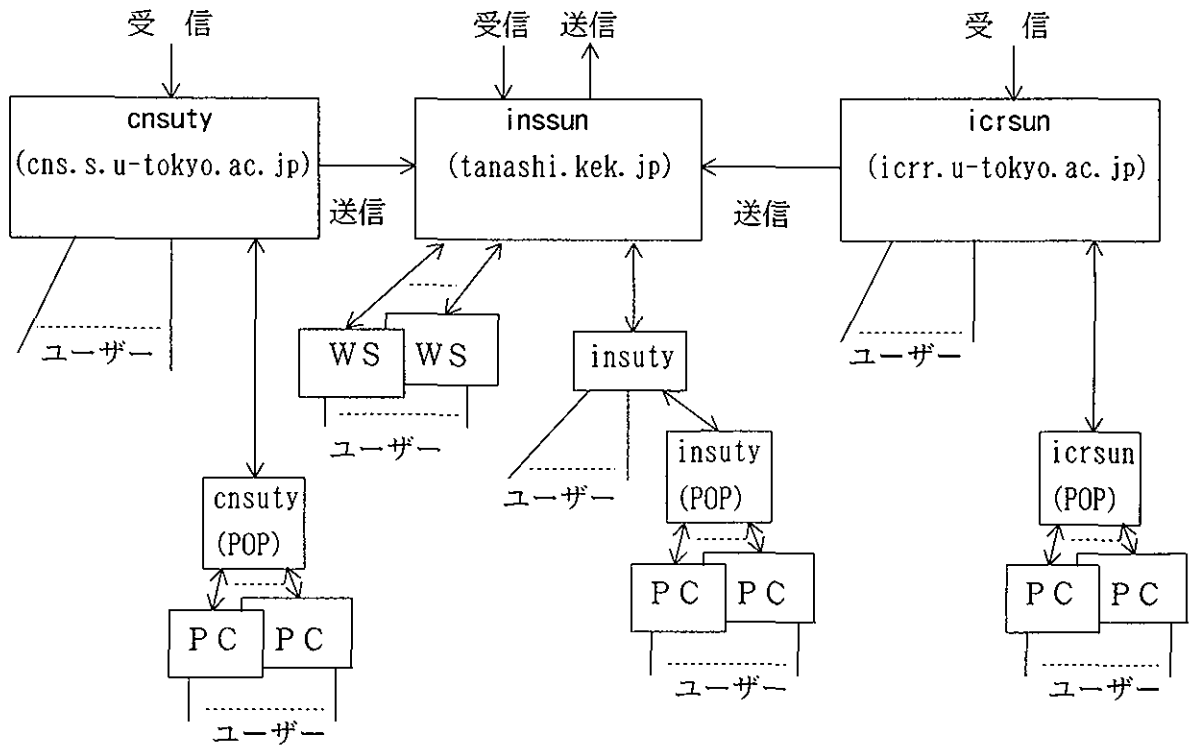 受 信
受信 送信
受 信
cnsuty
(cns.s.u-tokyo.ac.jp)
inssun
(tanashi.kek.jp)
icrsun
(icrr.u-tokyo.ac.jp)
送信
送信
ユーザー
WS
WS
ユーザー
insuty
ユーザー
ユーザー
cnsuty
(POP)
insuty
(POP)
icrsun
(POP)
PC
PC
ユーザー
PC
PC
ユーザー
PC
PC
ユーザー